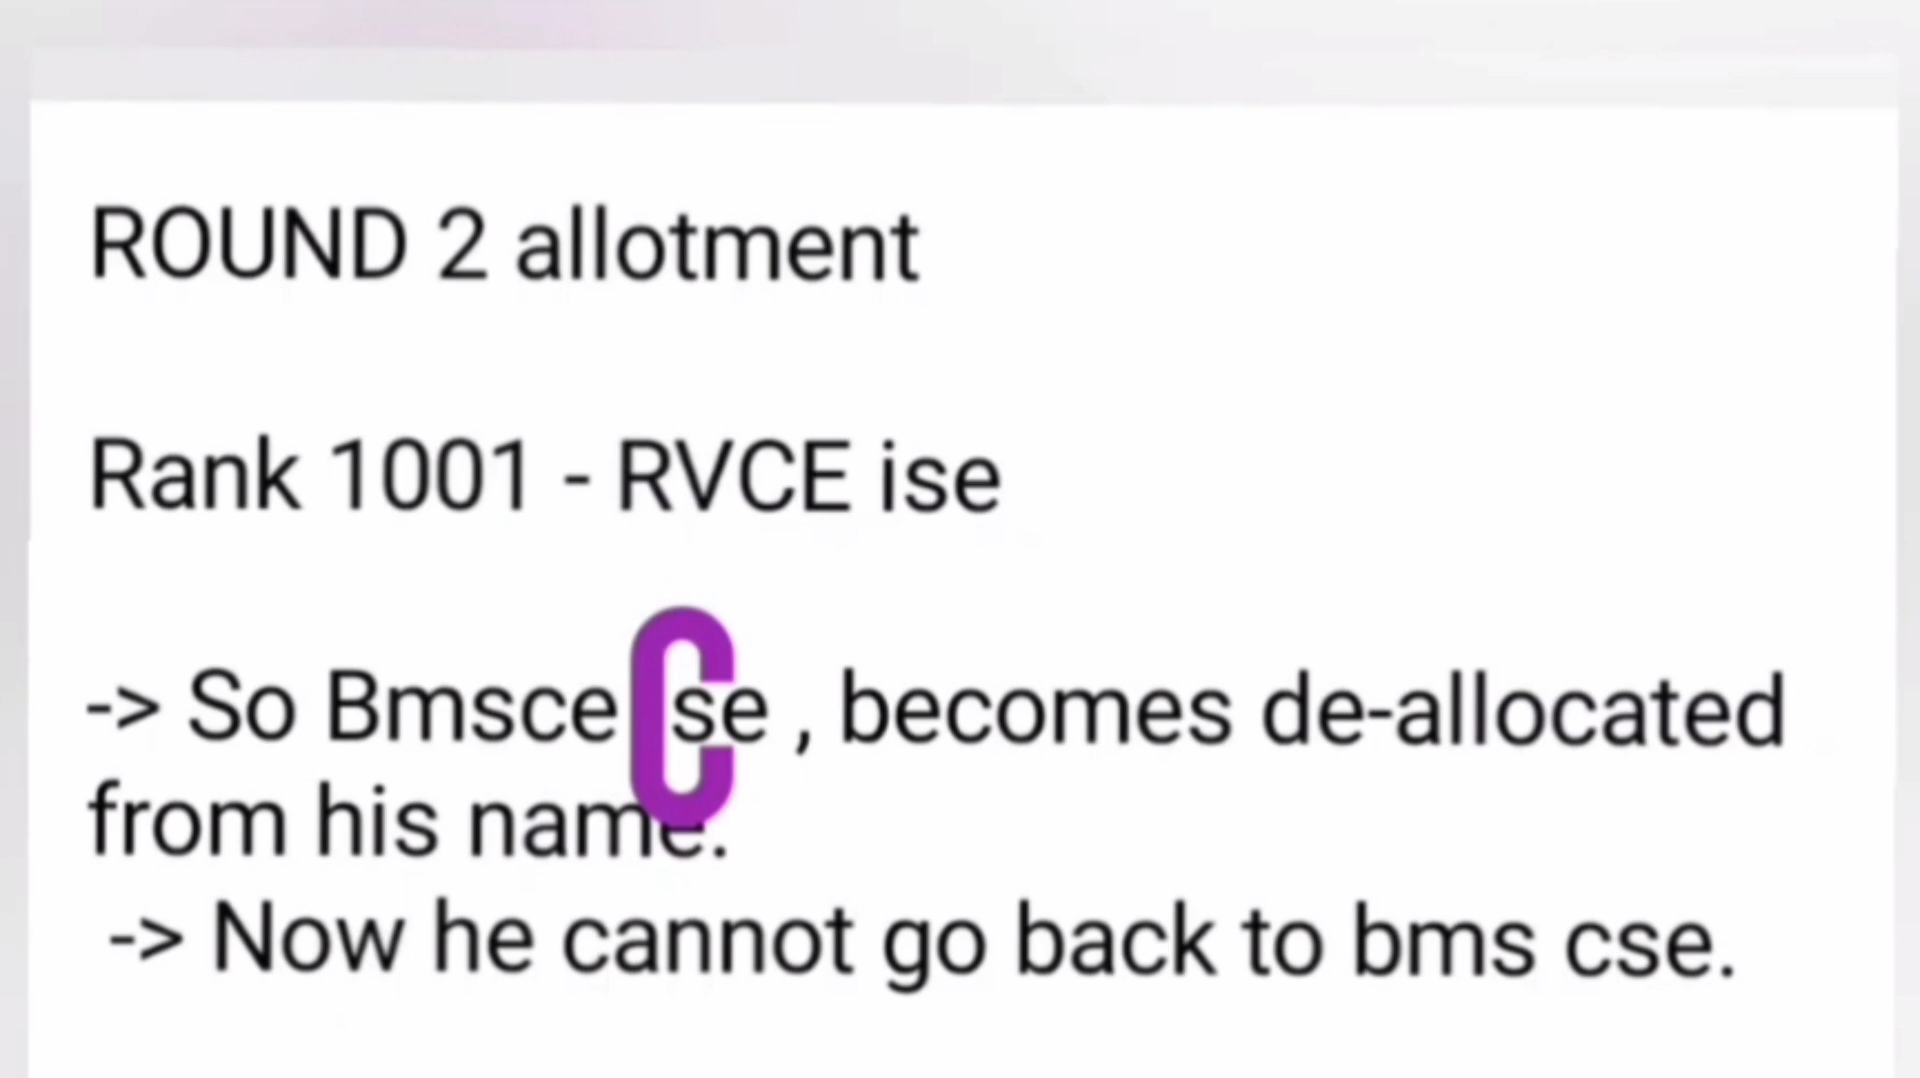 ROUND 2 allotment
Rank 1001 - RVCE ise
-> So Bmsce Cse , becomes de-allocated
from his name.
-> Now he cannot go back to bms cse.